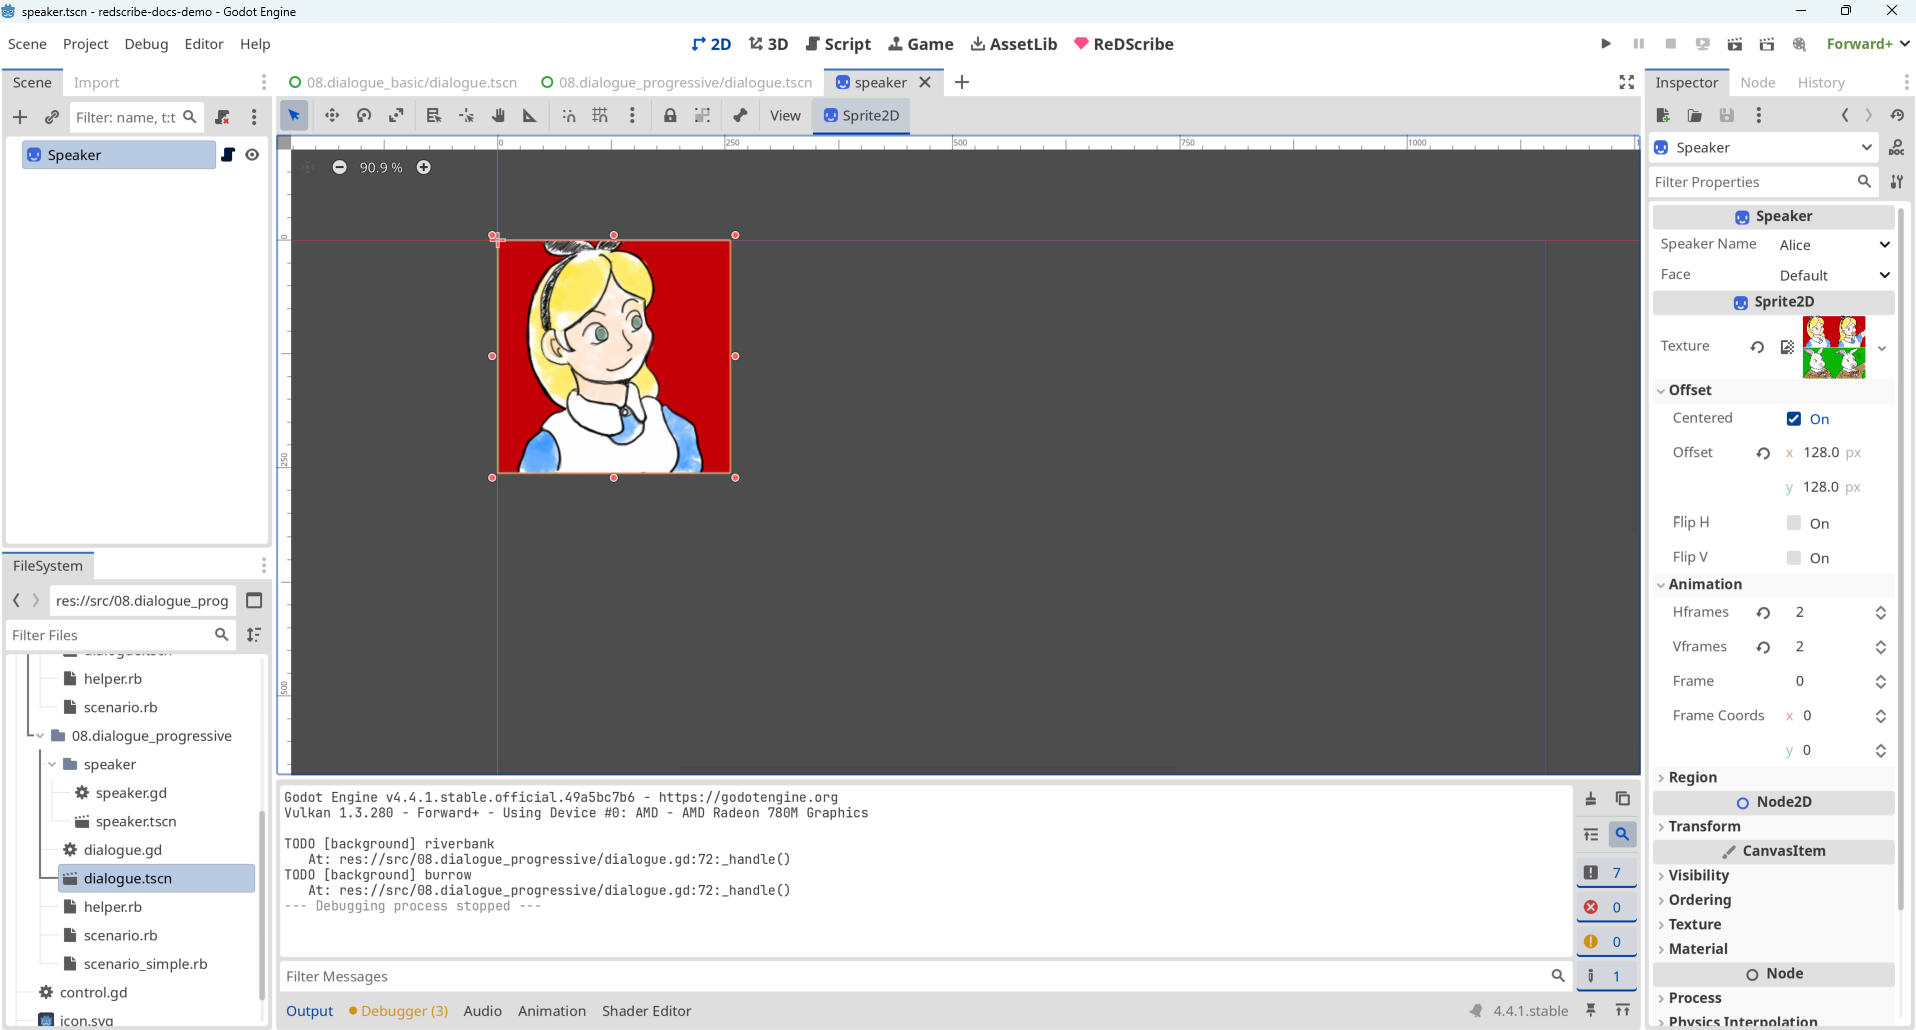 speaker.tscn - redscribe-docs-demo - Godot Engine
Scene Project Debug Editor Help
2D 3D Script Game AssetLib ReDScribe
Forward+
Scene Import
08.dialogue_basic/dialogue.tscn 08.dialogue_progressive/dialogue.tscn speaker
Inspector Node History
Filter: name, t:t
View Sprite2D
Speaker
0 250 500 750 1000
90.9 %
0
250
500
Speaker
Filter Properties
Speaker
Speaker Name Alice
Face Default
Sprite2D
Texture
Offset
Centered On
Offset x 128.0 px
y 128.0 px
Flip H On
Flip V On
Animation
Hframes 2
Vframes 2
Frame 0
Frame Coords x 0
y 0
Region
Node2D
Transform
CanvasItem
Visibility
Ordering
Texture
Material
Node
Process
Physics Interpolation
FileSystem
res://src/08.dialogue_prog
Filter Files
helper.rb
scenario.rb
08.dialogue_progressive
speaker
speaker.gd
speaker.tscn
dialogue.gd
dialogue.tscn
helper.rb
scenario.rb
scenario_simple.rb
control.gd
icon.svg
Godot Engine v4.4.1.stable.official.49a5bc7b6 - https://godotengine.org
Vulkan 1.3.280 - Forward+ - Using Device #0: AMD - AMD Radeon 780M Graphics
TODO [background] riverbank
At: res://src/08.dialogue_progressive/dialogue.gd:72:_handle()
TODO [background] burrow
At: res://src/08.dialogue_progressive/dialogue.gd:72:_handle()
--- Debugging process stopped ---
7
0
0
1
Filter Messages
Output Debugger (3) Audio Animation Shader Editor
4.4.1.stable